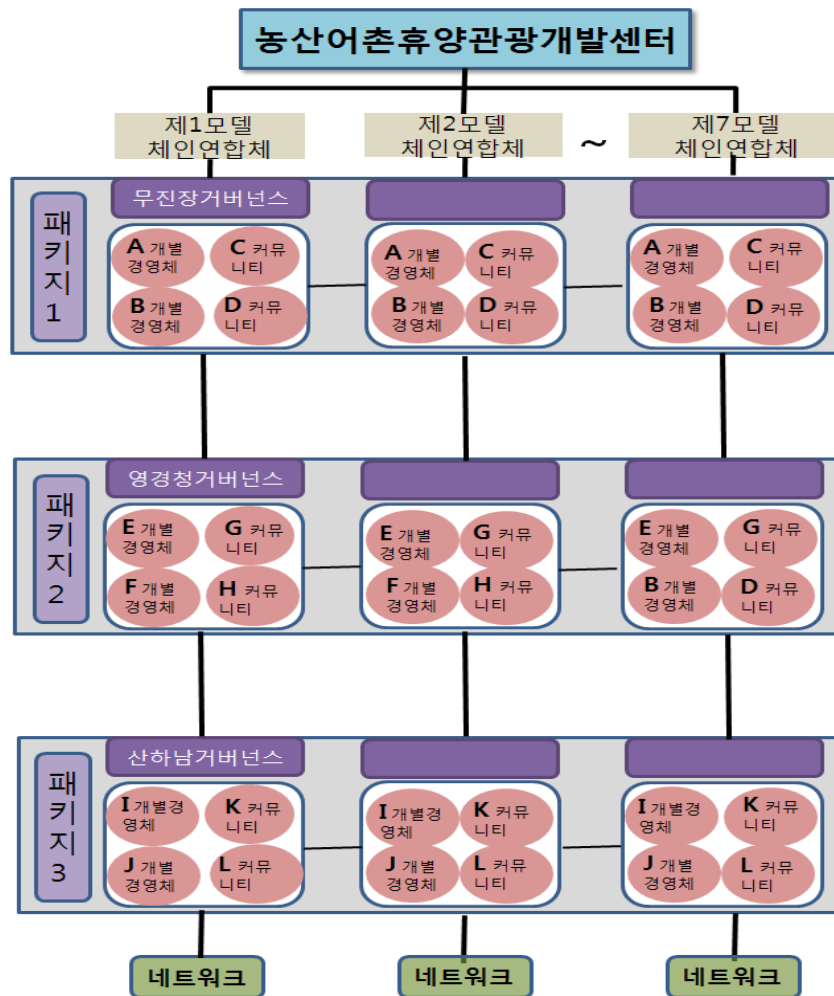 농산어촌휴양관광개발센터
제1모델
체인연합체
제2모델
체인연합체
~
제7모델
체인연합체
패
키
지
1
무진장거버넌스
A 개별
경영체
C 커뮤
니티
B 개별
경영체
D 커뮤
니티
A 개별
경영체
C 커뮤
니티
B 개별
경영체
D 커뮤
니티
A 개별
경영체
C 커뮤
니티
B 개별
경영체
D 커뮤
니티
패
키
지
2
영경청거버넌스
E 개별
경영체
G 커뮤
니티
F 개별
경영체
H 커뮤
니티
E 개별
경영체
G 커뮤
니티
F 개별
경영체
H 커뮤
니티
E 개별
경영체
G 커뮤
니티
B 개별
경영체
D 커뮤
니티
패
키
지
3
산하남거버넌스
I 개별경
영체
K 커뮤
니티
J 개별
경영체
L 커뮤
니티
I 개별경
영체
K 커뮤
니티
J 개별
경영체
L 커뮤
니티
I 개별경
영체
K 커뮤
니티
J 개별
경영체
L 커뮤
니티
네트워크
네트워크
네트워크